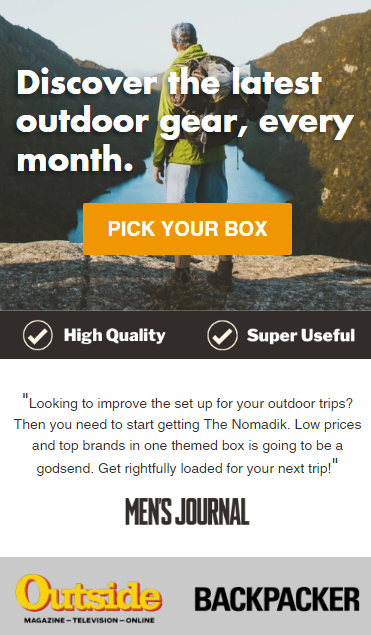 Discover the latest
outdoor gear, every
month.
PICK YOUR BOX
High Quality
Super Useful
"Looking to improve the set up for your outdoor trips?
Then you need to start getting The Nomadik. Low prices
and top brands in one themed box is going to be a
godsend. Get rightfully loaded for your next trip!"
MEN'S JOURNAL
Outside
MAGAZINE – TELEVISION – ONLINE
BACKPACKER